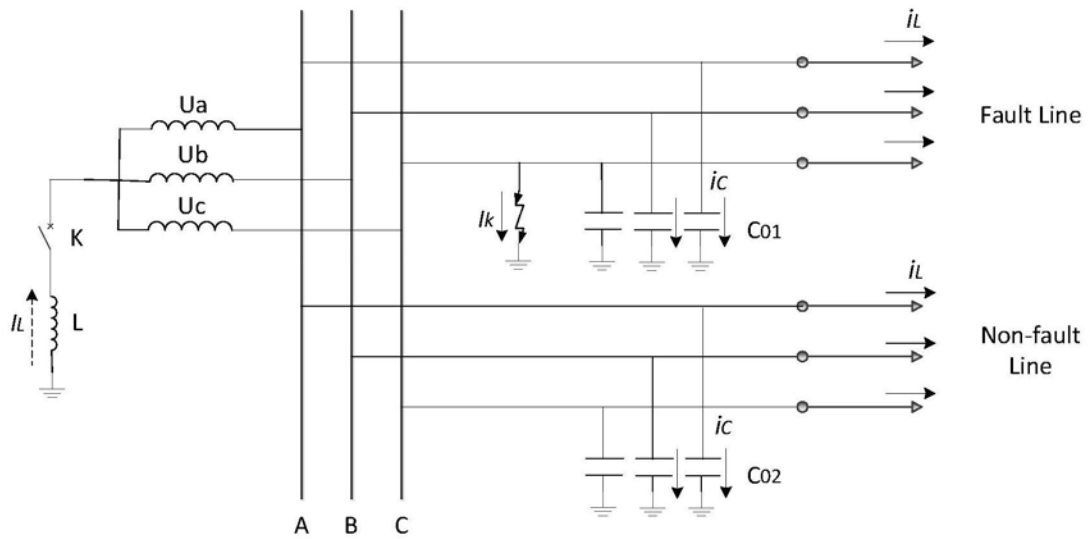 iL
Ua
Fault Line
Ub
Uc
iC
Ik
C01
K
iL
IL
L
Non-fault
Line
iC
C02
A B C